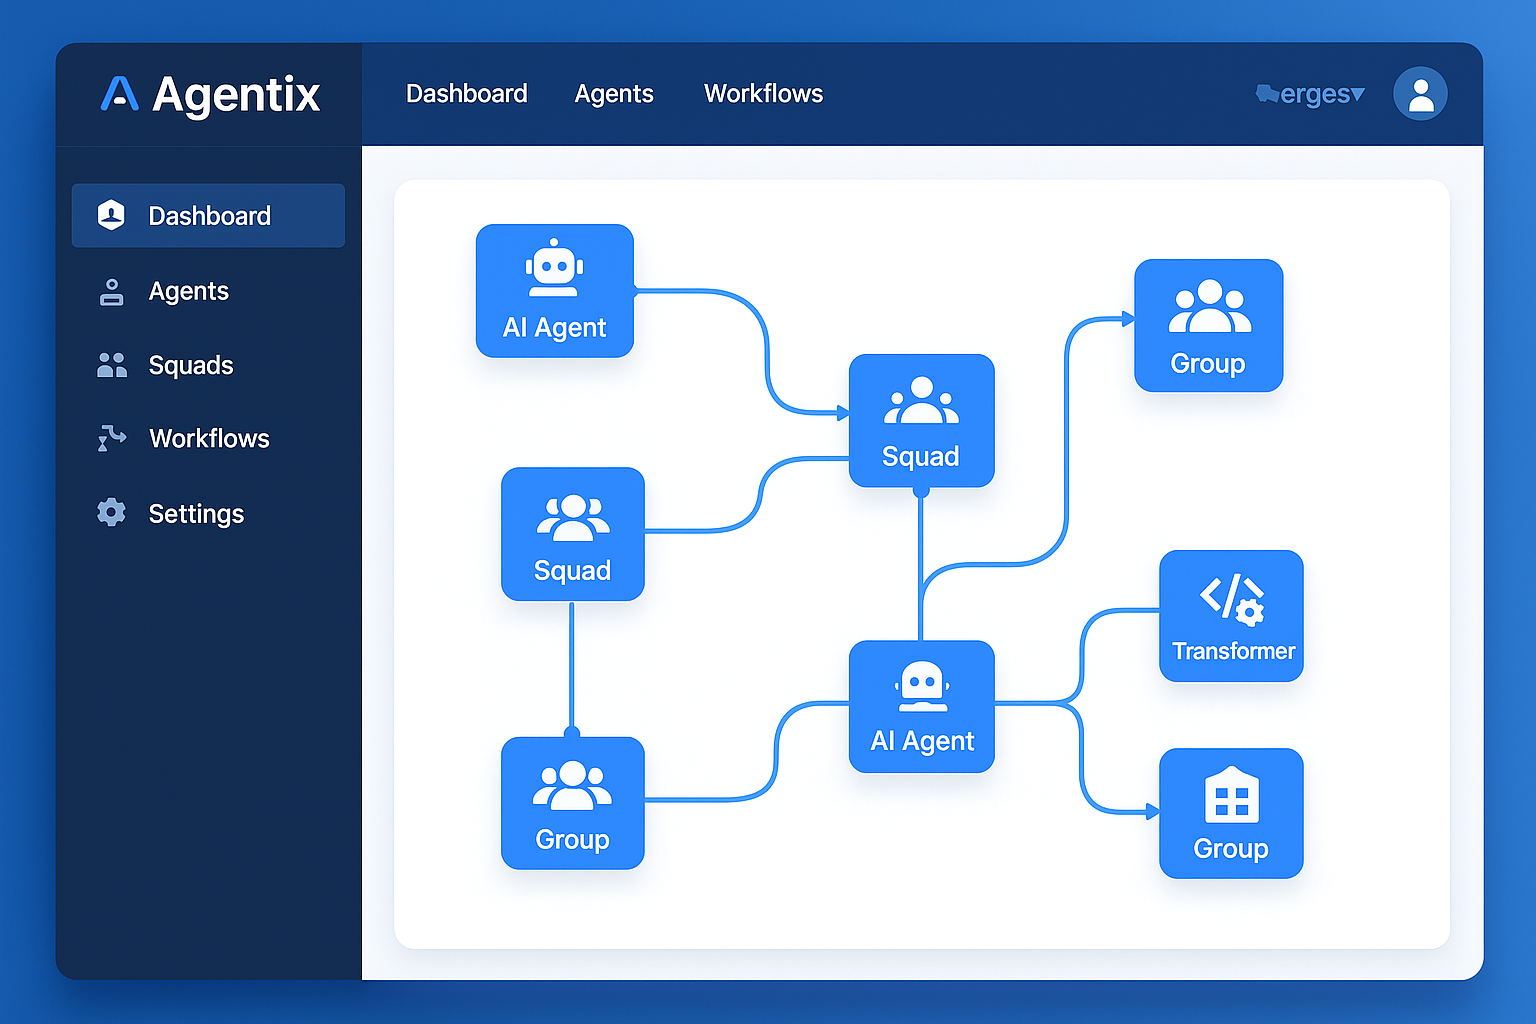 Agentix
Dashboard
Agents
Workflows
Dashboard
Agents
Squads
Workflows
Settings
AI Agent
Group
Squad
Squad
Transformer
AI Agent
Group
Group